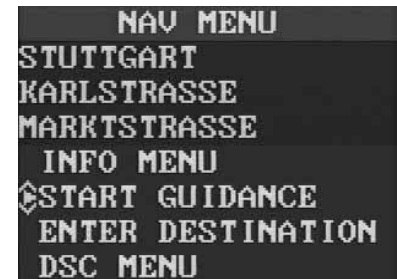 NAV MENU
STUTTGART
KARLSTRASSE
MARKTSTRASSE
INFO MENU
START GUIDANCE
ENTER DESTINATION
DSC MENU